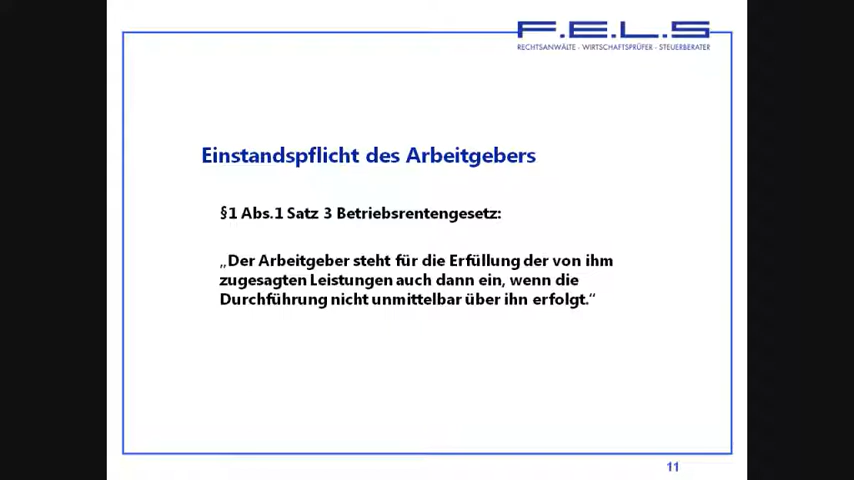 F.E.L.S
RECHTSANWÄLTE - WIRTSCHAFTSPRÜFER - STEUERBERATER
Einstandspflicht des Arbeitgebers
§1 Abs.1 Satz 3 Betriebsrentengesetz:
„Der Arbeitgeber steht für die Erfüllung der von ihm
zugesagten Leistungen auch dann ein, wenn die
Durchführung nicht unmittelbar über ihn erfolgt.“
11